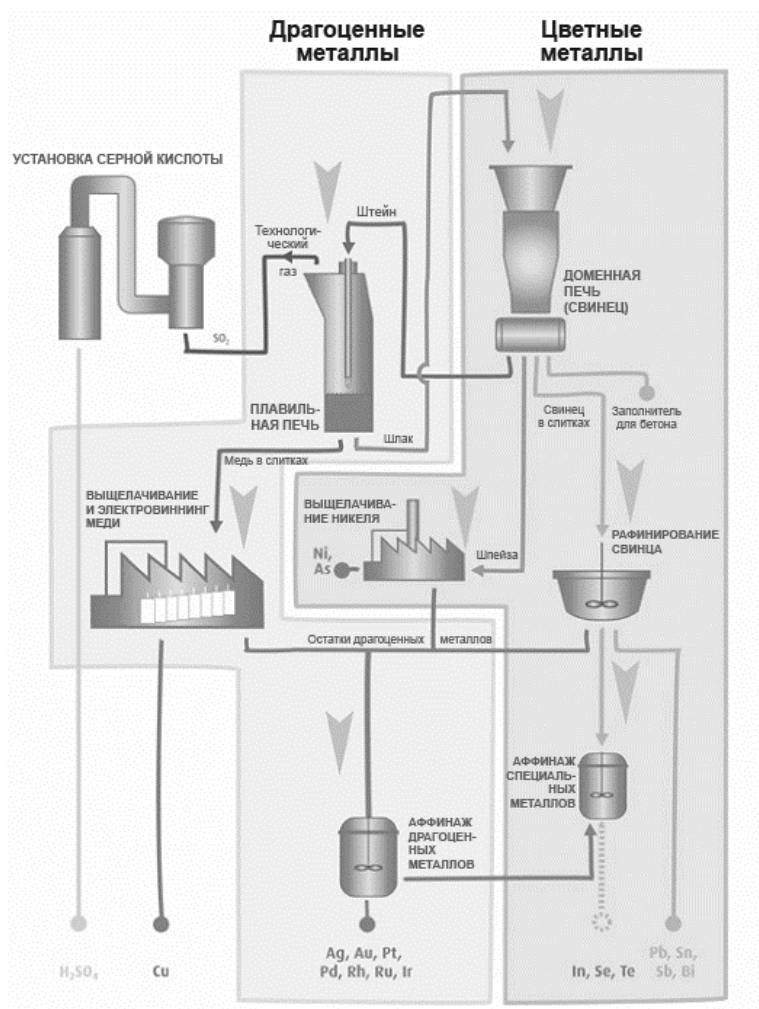 Драгоценные
металлы
Цветные
металлы
УСТАНОВКА СЕРНОЙ КИСЛОТЫ
Штейн
Технологи-
ческий
газ
SO₂
ДОМЕННАЯ
ПЕЧЬ
(СВИНЕЦ)
ПЛАВИЛЬ-
НАЯ ПЕЧЬ
Шлак
Медь в слитках
Свинец
в слитках
Заполнитель
для бетона
ВЫЩЕЛАЧИВАНИЕ
И ЭЛЕКТРОВИННИНГ
МЕДИ
ВЫЩЕЛАЧИВА-
НИЕ НИКЕЛЯ
Ni,
As
Шпейза
РАФИНИРОВАНИЕ
СВИНЦА
Остатки драгоценных металлов
АФФИНАЖ
СПЕЦИАЛЬ-
НЫХ
МЕТАЛЛОВ
АФФИНАЖ
ДРАГОЦЕН-
НЫХ
МЕТАЛЛОВ
H₂SO₄
Cu
Ag, Au, Pt,
Pd, Rh, Ru, Ir
In, Se, Te
Pb, Sn,
Sb, Bi